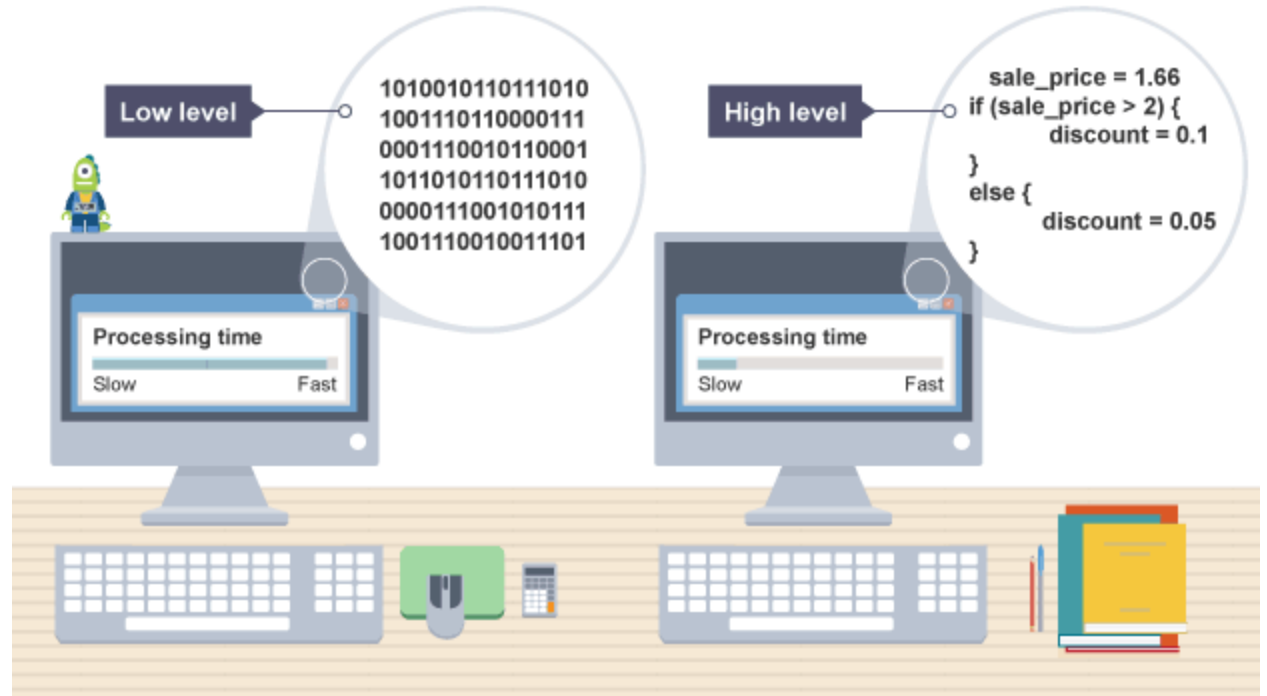 Low level
1010010110111010
1001110110000111
0001110010110001
1011010110111010
0000111001010111
1001110010011101
Processing time
Slow Fast
High level
sale_price = 1.66
if (sale_price > 2) {
discount = 0.1
}
else {
discount = 0.05
}
Processing time
Slow Fast